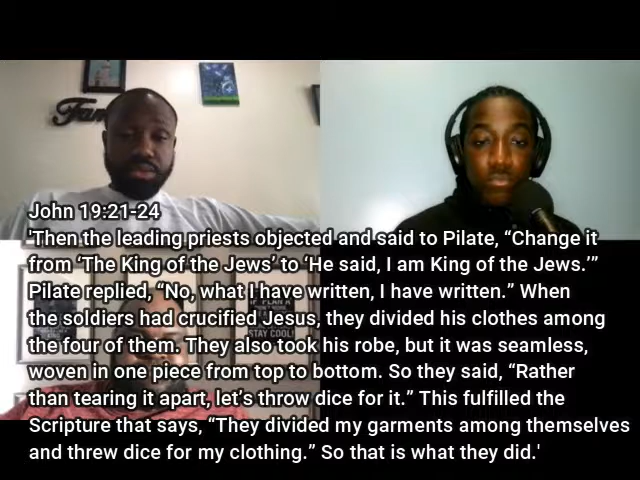 Fam
John 19:21-24
'Then the leading priests objected and said to Pilate, “Change it
from ‘The King of the Jews’ to ‘He said, I am King of the Jews.’”
Pilate replied, “No, what I have written, I have written.” When
the soldiers had crucified Jesus, they divided his clothes among
the four of them. They also took his robe, but it was seamless,
woven in one piece from top to bottom. So they said, “Rather
than tearing it apart, let’s throw dice for it.” This fulfilled the
Scripture that says, “They divided my garments among themselves
and threw dice for my clothing.” So that is what they did.'
IF PLAN A
STAY COOL!